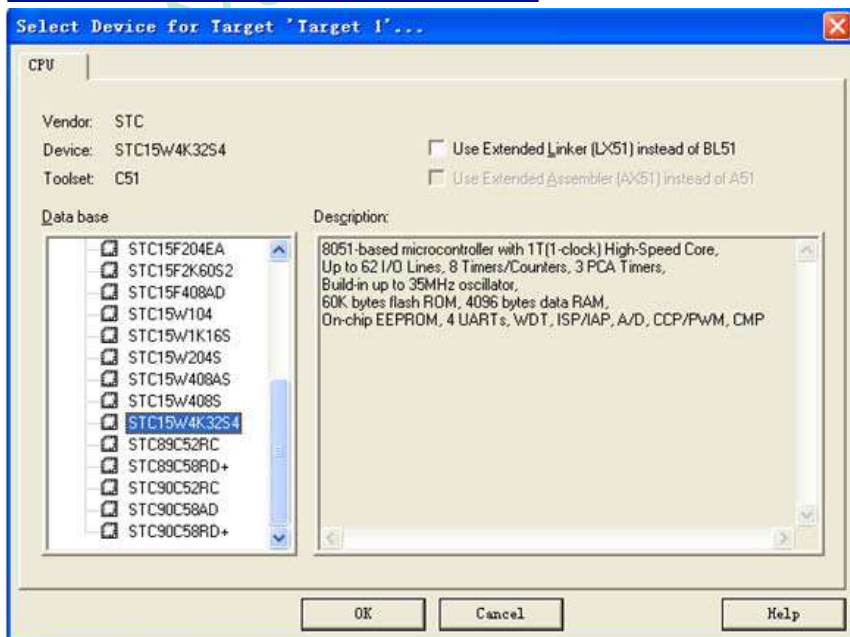 Select Device for Target 'Target 1'...
CPU
Vendor: STC
Device: STC15W4K32S4
Toolset: C51
Use Extended Linker (LX51) instead of BL51
Use Extended Assembler (AX51) instead of A51
Data base
STC15F204EA
STC15F2K60S2
STC15F408AD
STC15W104
STC15W1K16S
STC15W204S
STC15W408AS
STC15W408S
STC15W4K32S4
STC89C52RC
STC89C58RD+
STC90C52RC
STC90C58AD
STC90C58RD+
Description:
8051-based microcontroller with 1T(1-clock) High-Speed Core,
Up to 62 I/O Lines, 8 Timers/Counters, 3 PCA Timers,
Build-in up to 35MHz oscillator,
60K bytes flash ROM, 4096 bytes data RAM,
On-chip EEPROM, 4 UARTs, WDT, ISP/IAP, A/D, CCP/PWM, CMP
OK
Cancel
Help